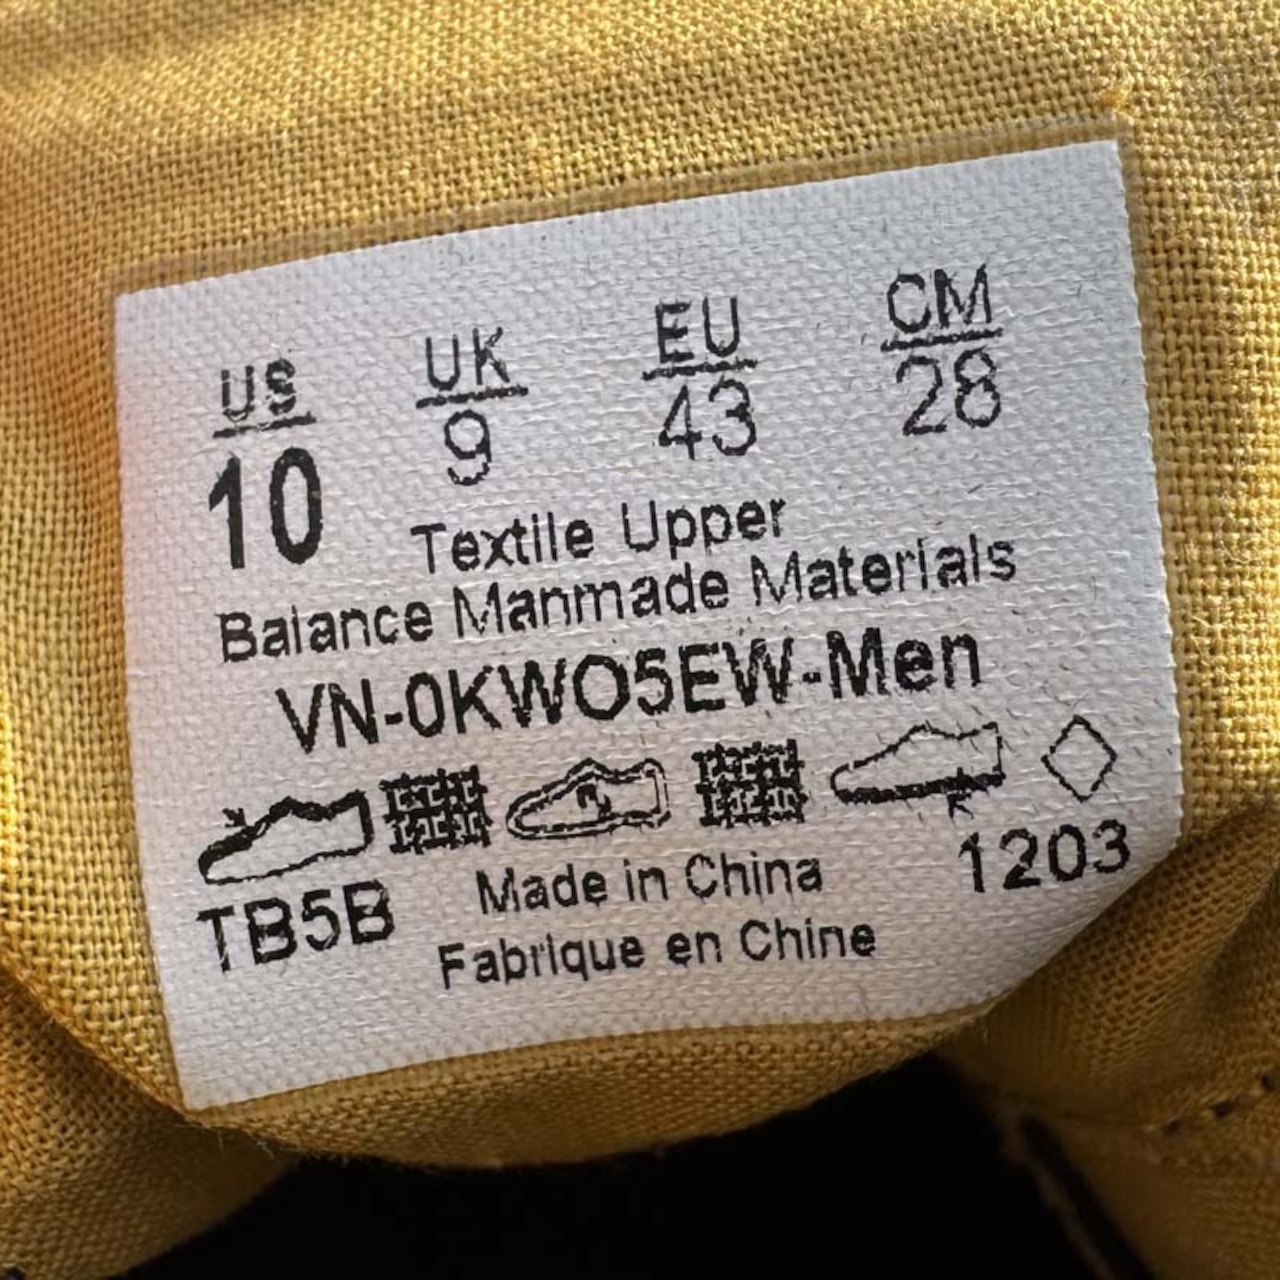 US UK EU CM
10 9 43 28
Textile Upper
Balance Manmade Materials
VN-0KWO5EW-Men
TB5B Made in China 1203
Fabrique en Chine